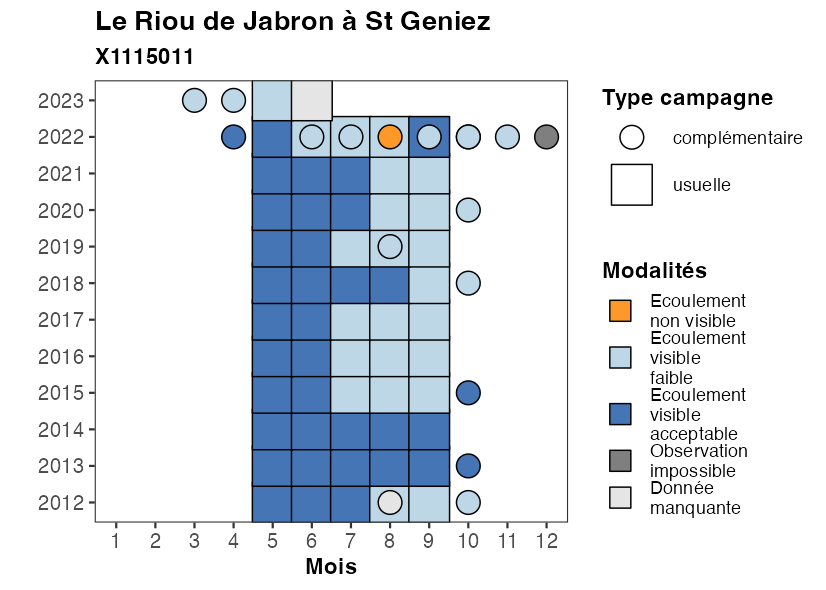 Le Riou de Jabron à St Geniez
X1115011
2023
2022
2021
2020
2019
2018
2017
2016
2015
2014
2013
2012
1 2 3 4 5 6 7 8 9 10 11 12
Mois
Type campagne
complémentaire
usuelle
Modalités
Ecoulement
non visible
Ecoulement
visible
faible
Ecoulement
visible
acceptable
Observation
impossible
Donnée
manquante